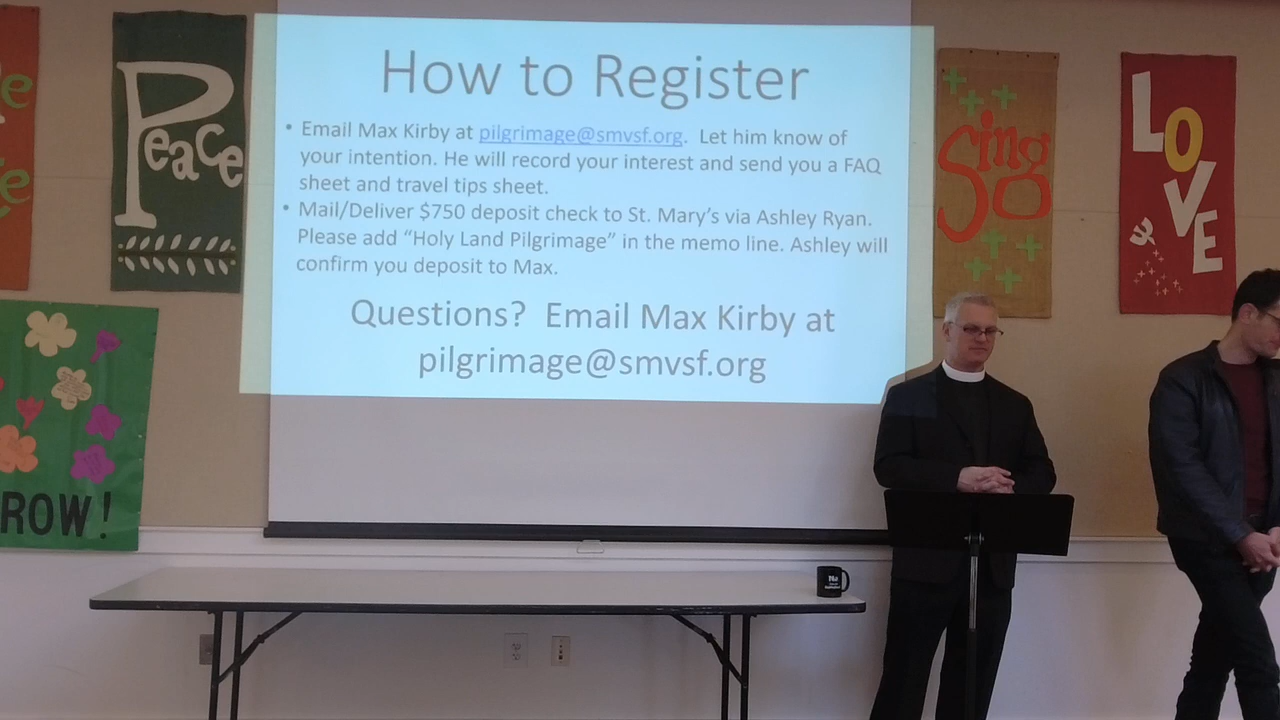 Peace
How to Register
• Email Max Kirby at pilgrimage@smvsf.org. Let him know of
your intention. He will record your interest and send you a FAQ
sheet and travel tips sheet.
• Mail/Deliver $750 deposit check to St. Mary's via Ashley Ryan.
Please add “Holy Land Pilgrimage” in the memo line. Ashley will
confirm you deposit to Max.
Questions? Email Max Kirby at
pilgrimage@smvsf.org
Sing
LOVE
ROW!
No